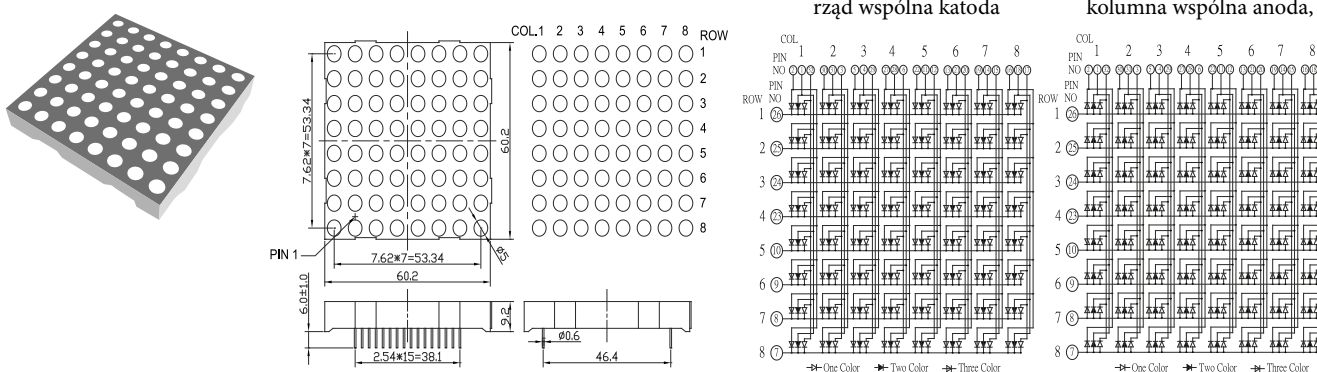 rząd wspólna katoda
kolumna wspólna anoda,
COL.1 2 3 4 5 6 7 8 ROW
1
2
3
4
5
6
7
8
7.62*7=53.34
60.2
PIN 1
ø5
7.62*7=53.34
60.2
6.0±1.0
9.2
2.54*15=38.1
ø0.6
46.4
COL
1 2 3 4 5 6 7 8
PIN
NO
PIN
ROW NO
1 26
2 25
3 24
4 23
5 10
6 9
7 8
8 7
One Color Two Color Three Color
COL
1 2 3 4 5 6 7 8
PIN
NO
PIN
ROW NO
1 26
2 25
3 24
4 23
5 10
6 9
7 8
8 7
One Color Two Color Three Color